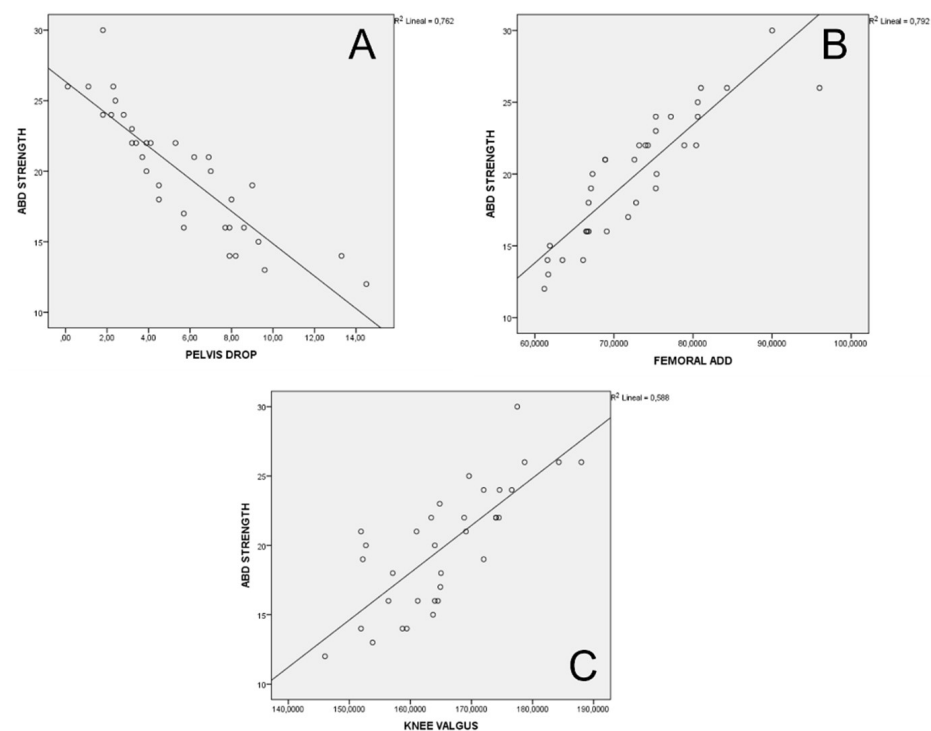 R² Lineal = 0,762
A
30
25
20
15
10
ABD STRENGTH
,00 2,00 4,00 6,00 8,00 10,00 12,00 14,00
PELVIS DROP
R² Lineal = 0,792
B
30
25
20
15
10
ABD STRENGTH
60,0000 70,0000 80,0000 90,0000 100,0000
FEMORAL ADD
R² Lineal = 0,588
30
25
20
15
10
ABD STRENGTH
C
140,0000 150,0000 160,0000 170,0000 180,0000 190,0000
KNEE VALGUS